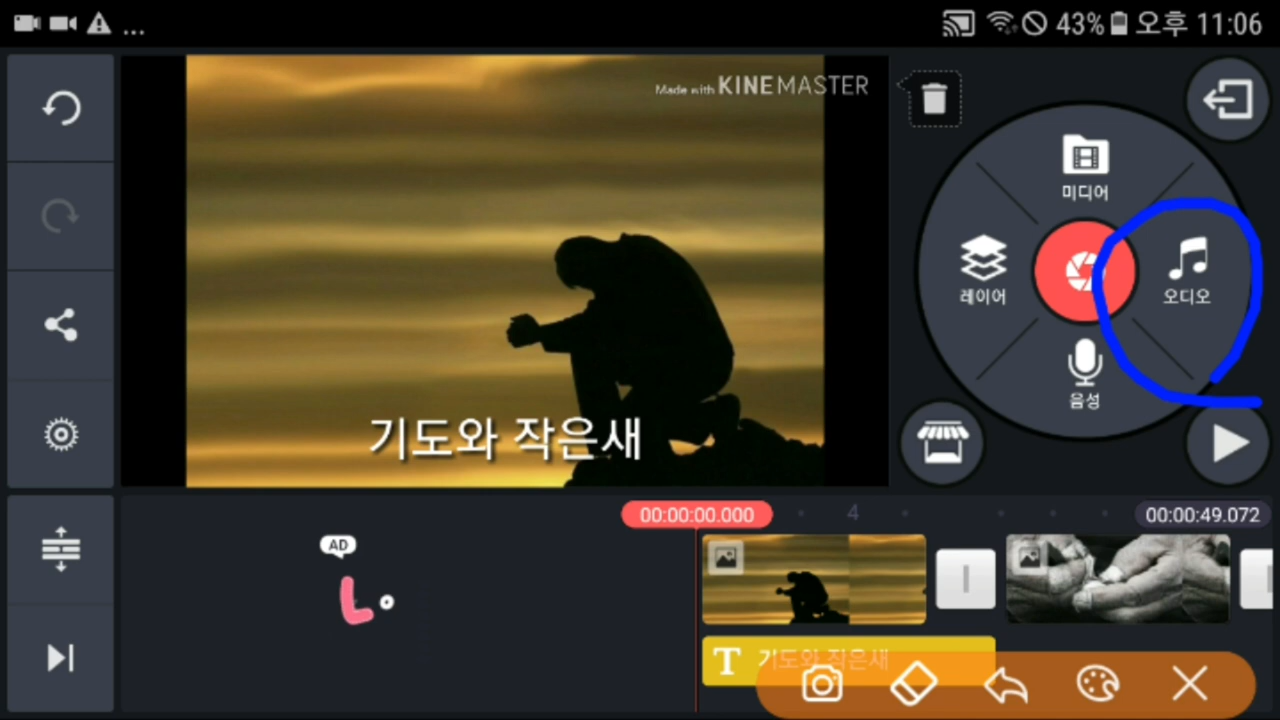 ... 43% 오후 11:06
Made with KINEMASTER
미디어
레이어
오디오
음성
기도와 작은새
00:00:00.000
4
00:00:49.072
AD
T 기도와 작은새